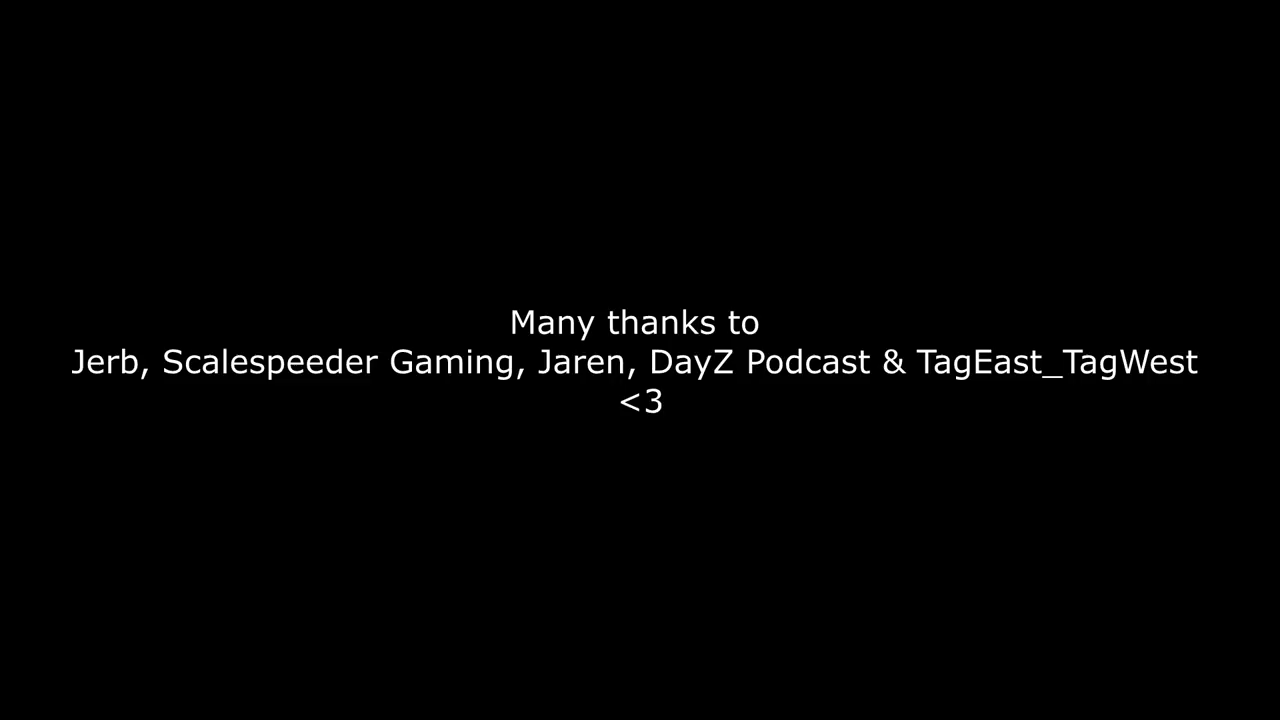 Many thanks to
Jerb, Scalespeeder Gaming, Jaren, DayZ Podcast & TagEast_TagWest
<3